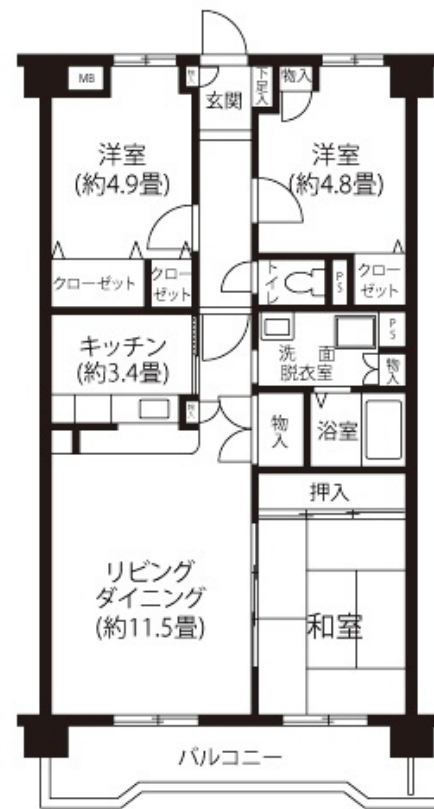 MB
物入
玄関
下足入
物入
洋室
(約4.9畳)
洋室
(約4.8畳)
クローゼット
クロー
ゼット
トイレ
PS
クロー
ゼット
キッチン
(約3.4畳)
洗面
脱衣室
PS
物入
物入
物入
浴室
押入
リビング
ダイニング
(約11.5畳)
和室
バルコニー